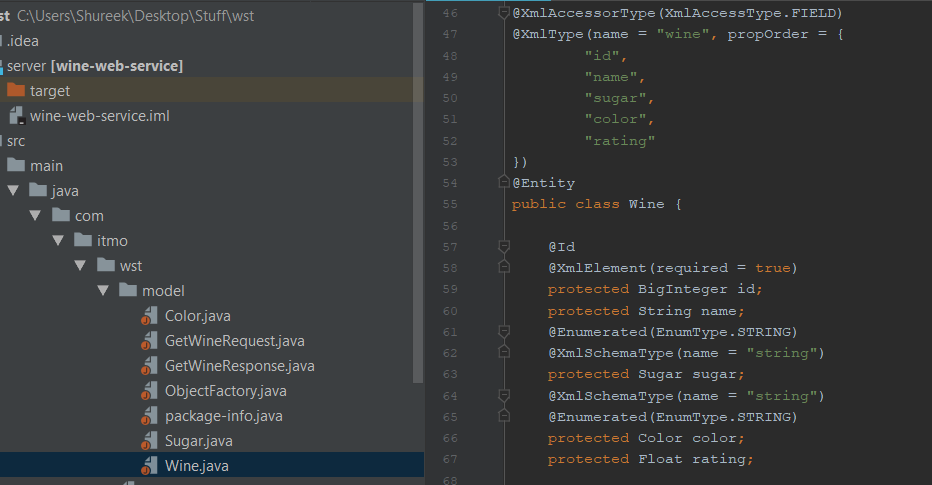 st C:\Users\Shureek\Desktop\Stuff\wst
.idea
server [wine-web-service]
target
wine-web-service.iml
src
main
java
com
itmo
wst
model
Color.java
GetWineRequest.java
GetWineResponse.java
ObjectFactory.java
package-info.java
Sugar.java
Wine.java
46 @XmlAccessorType(XmlAccessType.FIELD)
47 @XmlType(name = "wine", propOrder = {
48 "id",
49 "name",
50 "sugar",
51 "color",
52 "rating"
53 })
54 @Entity
55 public class Wine {
56
57 @Id
58 @XmlElement(required = true)
59 protected BigInteger id;
60 protected String name;
61 @Enumerated(EnumType.STRING)
62 @XmlSchemaType(name = "string")
63 protected Sugar sugar;
64 @XmlSchemaType(name = "string")
65 @Enumerated(EnumType.STRING)
66 protected Color color;
67 protected Float rating;
68